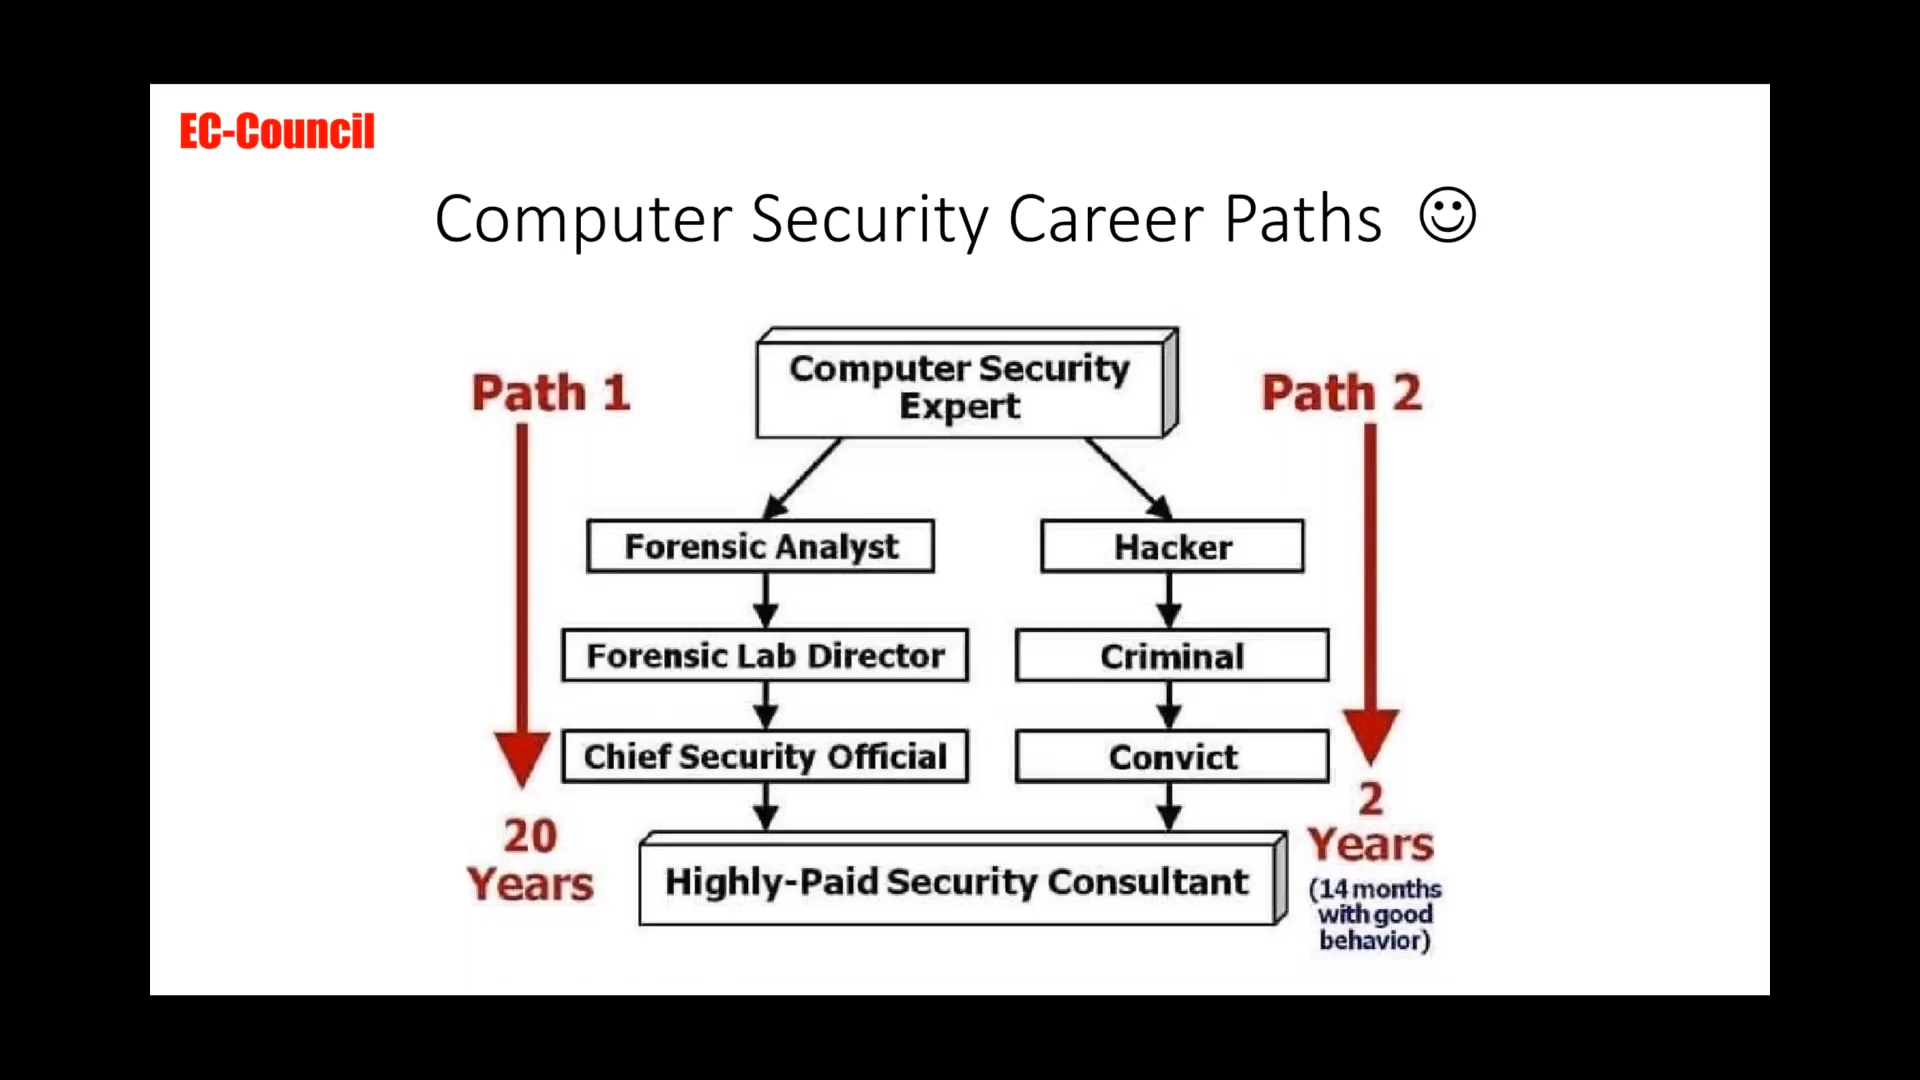 EC-Council
Computer Security Career Paths ☺
Path 1
Computer Security
Expert
Path 2
Forensic Analyst
Hacker
Forensic Lab Director
Criminal
Chief Security Official
Convict
20
Years
Highly-Paid Security Consultant
2
Years
(14 months
with good
behavior)